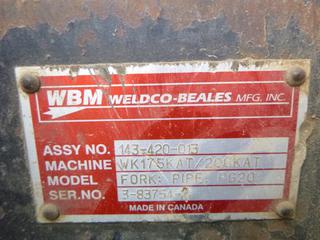 WBM WELDCO-BEALES MFG. INC.
ASSY NO. 143-420-013
MACHINE WK175KAT/200KAT
MODEL FORK: PIPE:
SER.NO.
MADE IN CANADA